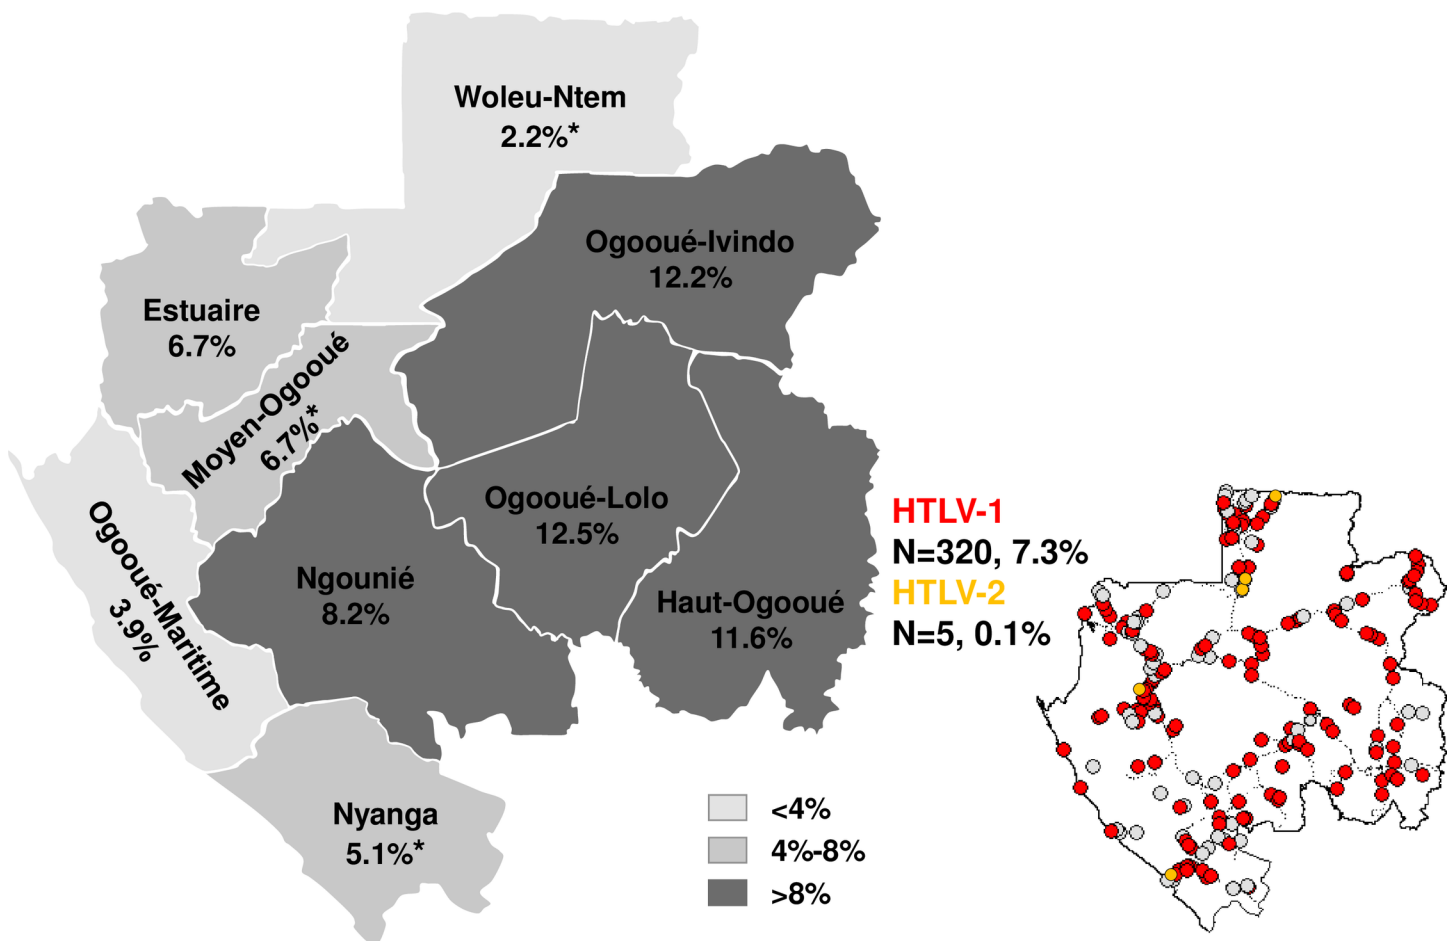 Woleu-Ntem
2.2%*
Ogooué-Ivindo
12.2%
Estuaire
6.7%
Moyen-Ogooué
6.7%*
Ogooué-Lolo
12.5%
Ogooué-Maritime
3.9%
Ngounié
8.2%
Haut-Ogooué
11.6%
Nyanga
5.1%*
<4%
4%-8%
>8%
HTLV-1
N=320, 7.3%
HTLV-2
N=5, 0.1%